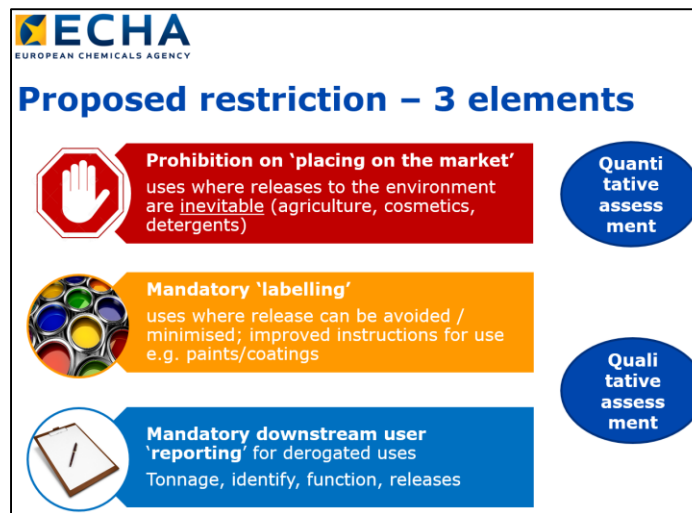 ECHA
EUROPEAN CHEMICALS AGENCY
Proposed restriction – 3 elements
Prohibition on ‘placing on the market’
uses where releases to the environment
are inevitable (agriculture, cosmetics,
detergents)
Quanti
tative
assess
ment
Mandatory ‘labelling’
uses where release can be avoided /
minimised; improved instructions for use
e.g. paints/coatings
Quali
tative
assess
ment
Mandatory downstream user
‘reporting’ for derogated uses
Tonnage, identify, function, releases